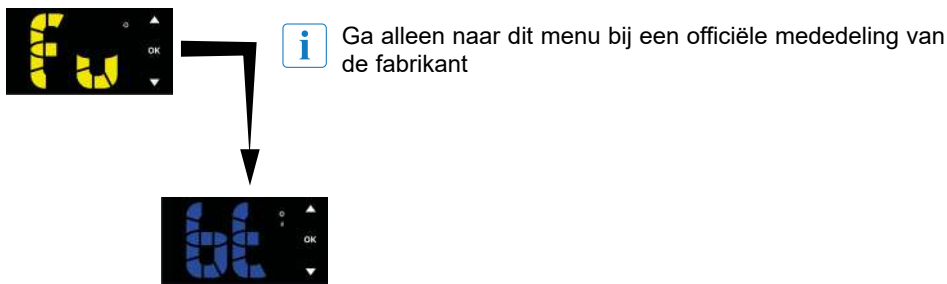 Fu
OK
i Ga alleen naar dit menu bij een officiële mededeling van
de fabrikant
bt
OK